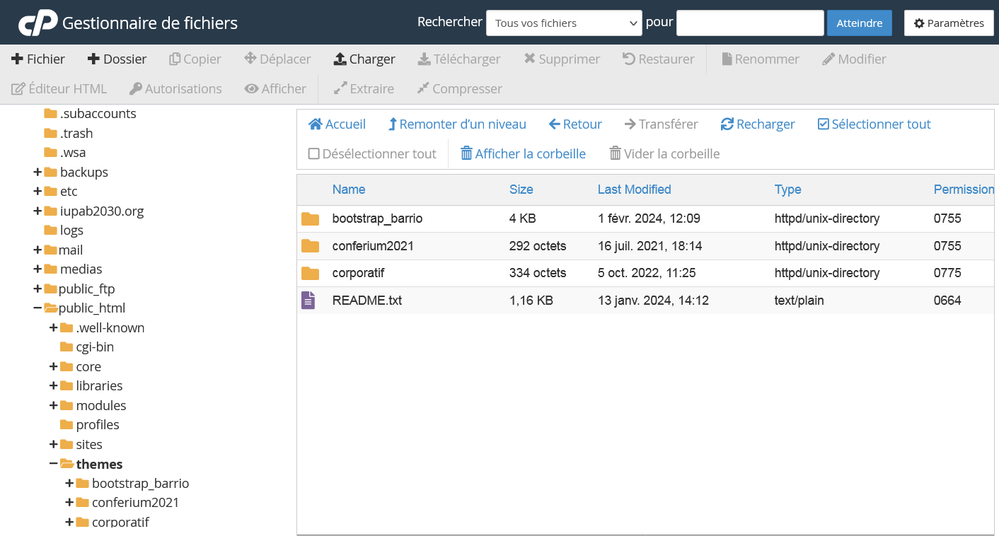 cP Gestionnaire de fichiers Rechercher Tous vos fichiers pour Atteindre Paramètres
Fichier Dossier Copier Déplacer Charger Télécharger Supprimer Restaurer Renommer Modifier
Éditeur HTML Autorisations Afficher Extraire Compresser
.subaccounts
.trash
.wsa
backups
etc
iupab2030.org
logs
mail
medias
public_ftp
public_html
.well-known
cgi-bin
core
libraries
modules
profiles
sites
themes
bootstrap_barrio
conferium2021
corporatif
Accueil Remonter d’un niveau Retour Transférer Recharger Sélectionner tout
Désélectionner tout Afficher la corbeille Vider la corbeille
Name Size Last Modified Type Permission
bootstrap_barrio 4 KB 1 févr. 2024, 12:09 httpd/unix-directory 0755
conferium2021 292 octets 16 juil. 2021, 18:14 httpd/unix-directory 0755
corporatif 334 octets 5 oct. 2022, 11:25 httpd/unix-directory 0775
README.txt 1,16 KB 13 janv. 2024, 14:12 text/plain 0664